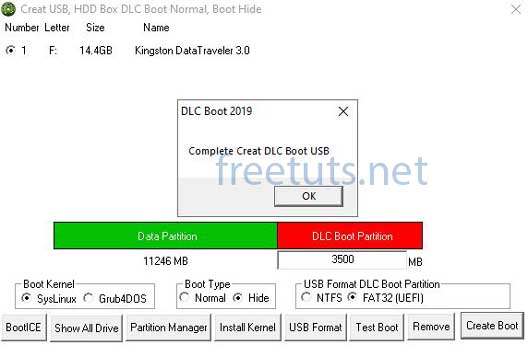 Creat USB, HDD Box DLC Boot Normal, Boot Hide
Number Letter Size Name
1 F: 14.4GB Kingston DataTraveler 3.0
DLC Boot 2019
Complete Creat DLC Boot USB
freetuts.net
OK
Data Partition DLC Boot Partition
11246 MB 3500 MB
Boot Kernel Boot Type USB Format DLC Boot Partition
SysLinux Grub4DOS Normal Hide NTFS FAT32 (UEFI)
BootICE Show All Drive Partition Manager Install Kernel USB Format Test Boot Remove Create Boot